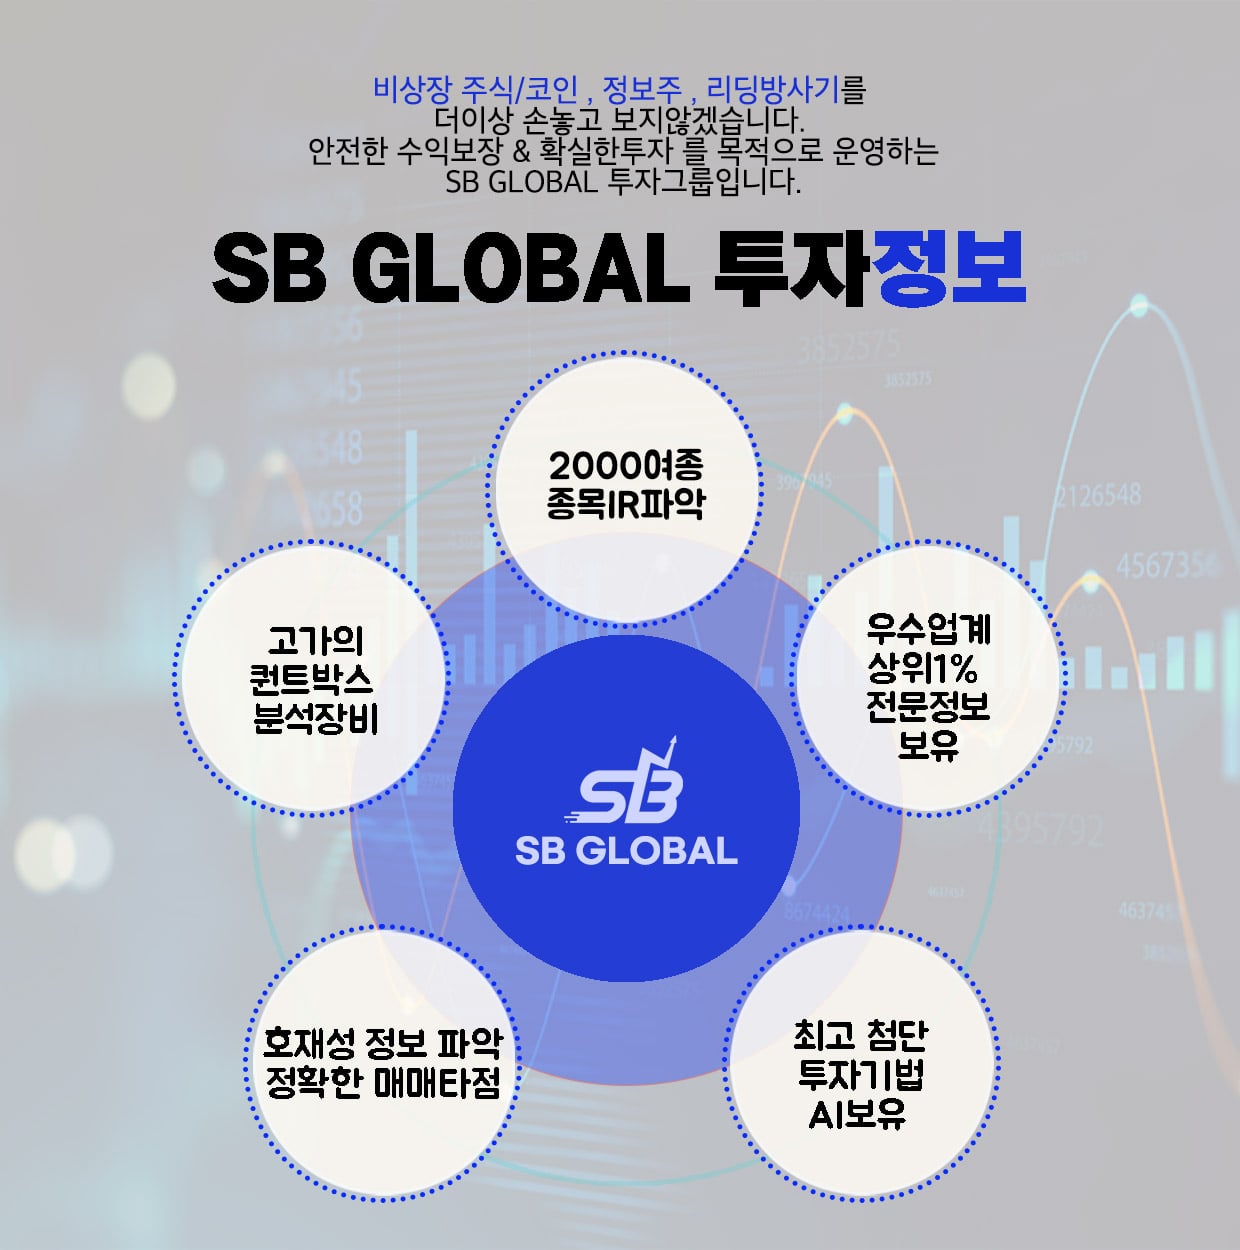 비상장 주식/코인 , 정보주 , 리딩방사기를
더이상 손놓고 보지않겠습니다.
안전한 수익보장 & 확실한투자 를 목적으로 운영하는
SB GLOBAL 투자그룹입니다.
SB GLOBAL 투자정보
3852575
3852575
2000여종
종목IR파악
2126548
고가의
퀀트박스
분석장비
우수업계
상위1%
전문정보
보유
SB
SB GLOBAL
4395792
4637457
8674424
호재성 정보 파악
정확한 매매타점
최고 첨단
투자기법
AI보유